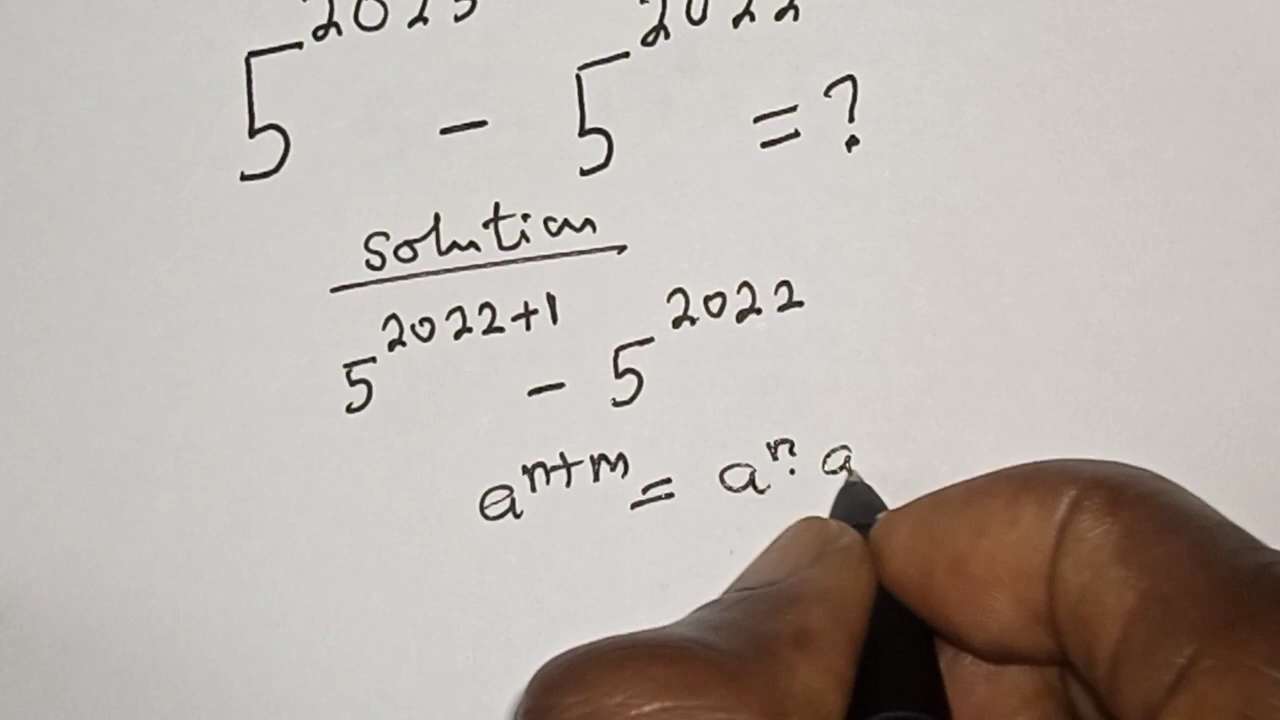 5^2023 - 5^2022 = ?
solution
5^2022+1 - 5^2022
a^n+m = a^n · a